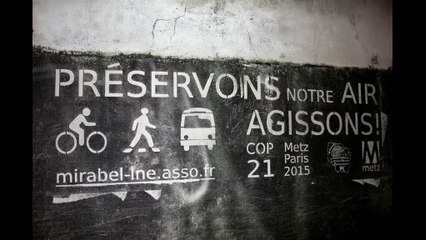 PRÉSERVONS NOTRE AIR
AGISSONS!
COP 21
Metz Paris 2015
M metz
mirabel-lne.asso.fr